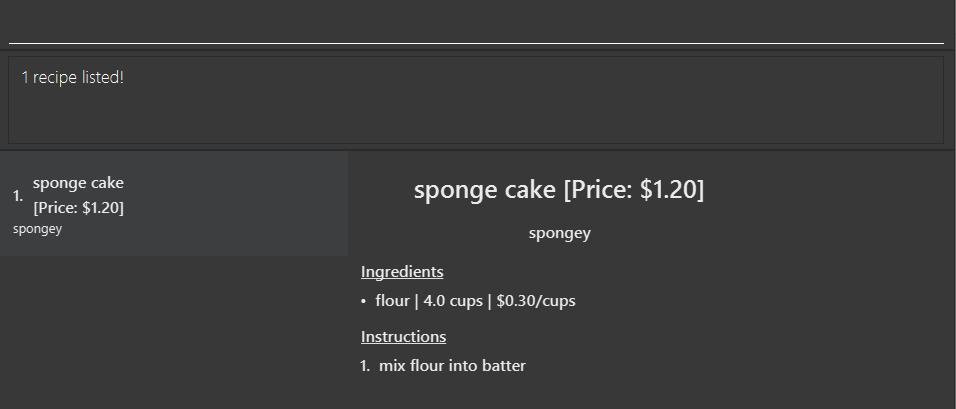 1 recipe listed!
1.
sponge cake
[Price: $1.20]
spongey
sponge cake [Price: $1.20]
spongey
Ingredients
• flour | 4.0 cups | $0.30/cups
Instructions
1. mix flour into batter